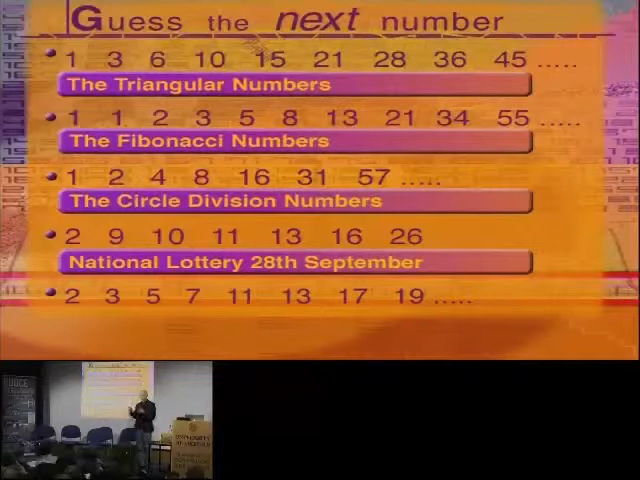 Guess the next number
1 3 6 10 15 21 28 36 45 .....
The Triangular Numbers
1 1 2 3 5 8 13 21 34 55 .....
The Fibonacci Numbers
1 2 4 8 16 31 57 .....
The Circle Division Numbers
2 9 10 11 13 16 26
National Lottery 28th September
2 3 5 7 11 13 17 19 .....